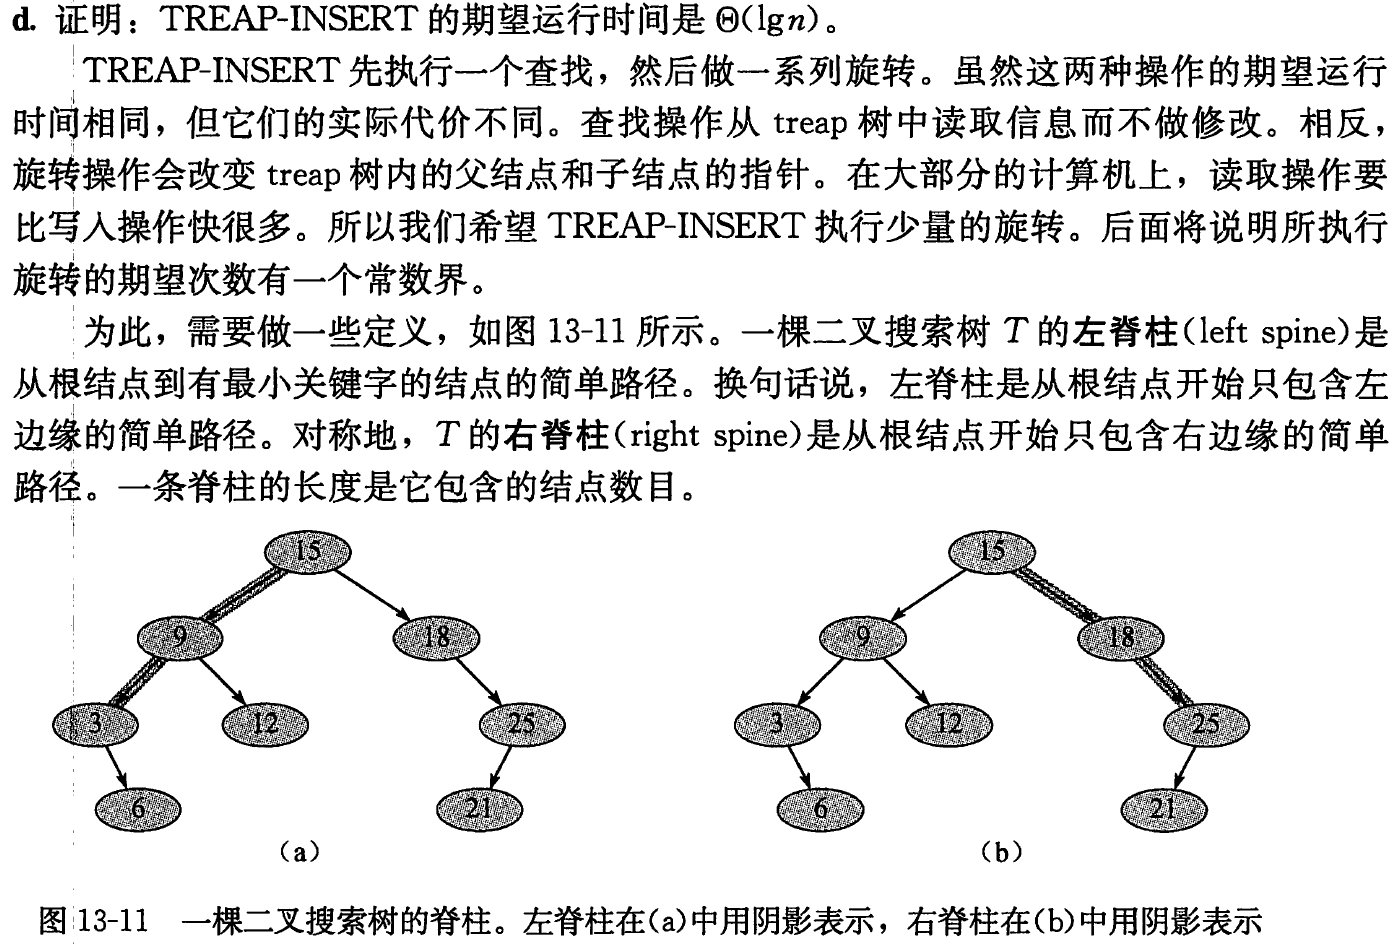 d. 证明：TREAP-INSERT 的期望运行时间是 Θ(lgn)。
TREAP-INSERT 先执行一个查找，然后做一系列旋转。虽然这两种操作的期望运行
时间相同，但它们的实际代价不同。查找操作从 treap 树中读取信息而不做修改。相反，
旋转操作会改变 treap 树内的父结点和子结点的指针。在大部分的计算机上，读取操作要
比写入操作快很多。所以我们希望 TREAP-INSERT 执行少量的旋转。后面将说明所执行
旋转的期望次数有一个常数界。
为此，需要做一些定义，如图 13-11 所示。一棵二叉搜索树 T 的左脊柱(left spine)是
从根结点到有最小关键字的结点的简单路径。换句话说，左脊柱是从根结点开始只包含左
边缘的简单路径。对称地，T 的右脊柱(right spine)是从根结点开始只包含右边缘的简单
路径。一条脊柱的长度是它包含的结点数目。
15
9
18
3
12
25
6
21
(a)
15
9
18
3
12
25
6
21
(b)
图 13-11 一棵二叉搜索树的脊柱。左脊柱在(a)中用阴影表示，右脊柱在(b)中用阴影表示